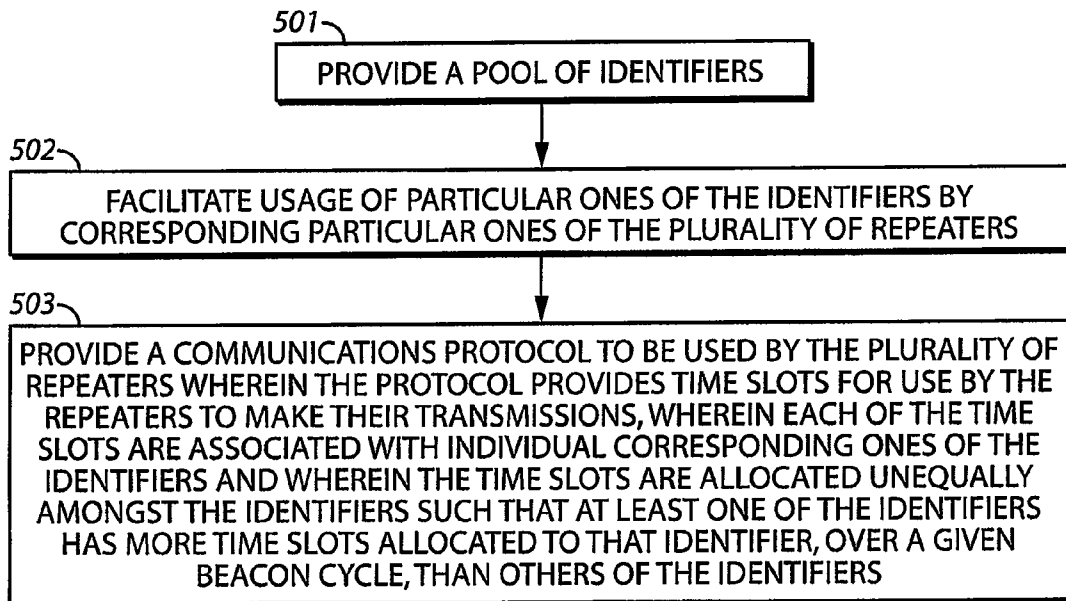 501
PROVIDE A POOL OF IDENTIFIERS
502
FACILITATE USAGE OF PARTICULAR ONES OF THE IDENTIFIERS BY
CORRESPONDING PARTICULAR ONES OF THE PLURALITY OF REPEATERS
503
PROVIDE A COMMUNICATIONS PROTOCOL TO BE USED BY THE PLURALITY OF
REPEATERS WHEREIN THE PROTOCOL PROVIDES TIME SLOTS FOR USE BY THE
REPEATERS TO MAKE THEIR TRANSMISSIONS, WHEREIN EACH OF THE TIME
SLOTS ARE ASSOCIATED WITH INDIVIDUAL CORRESPONDING ONES OF THE
IDENTIFIERS AND WHEREIN THE TIME SLOTS ARE ALLOCATED UNEQUALLY
AMONGST THE IDENTIFIERS SUCH THAT AT LEAST ONE OF THE IDENTIFIERS
HAS MORE TIME SLOTS ALLOCATED TO THAT IDENTIFIER, OVER A GIVEN
BEACON CYCLE, THAN OTHERS OF THE IDENTIFIERS